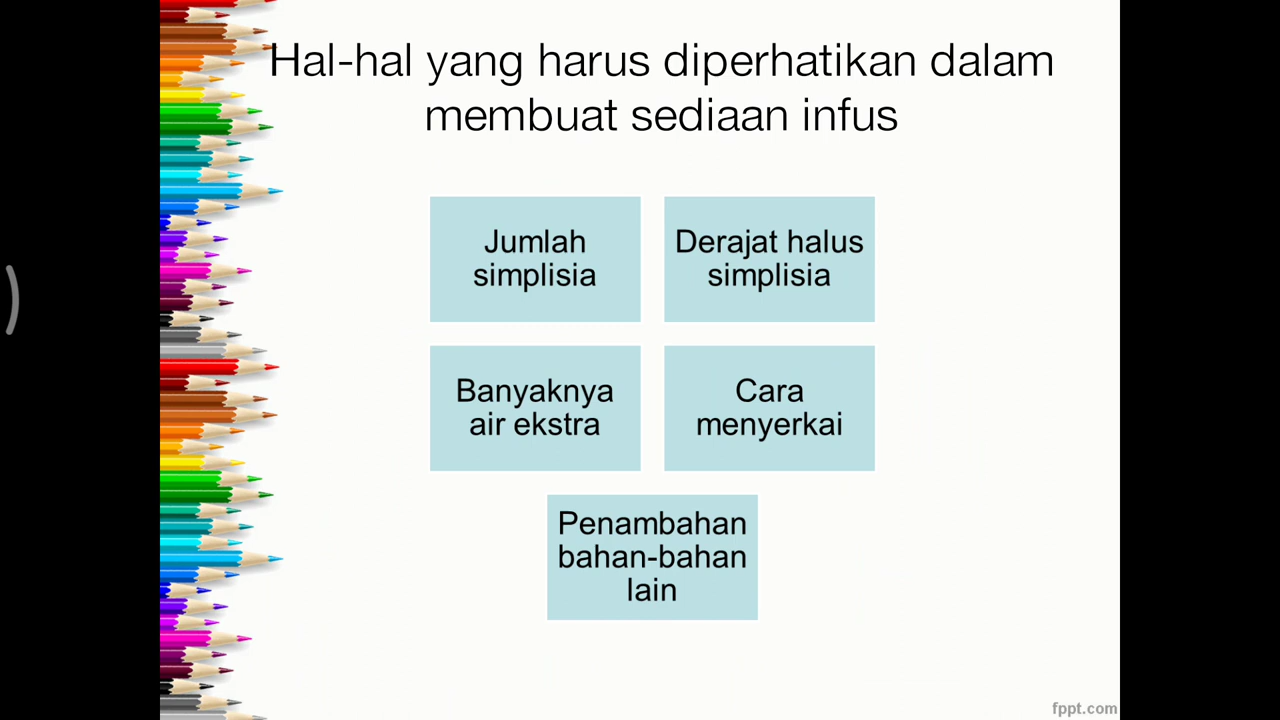 Hal-hal yang harus diperhatikan dalam
membuat sediaan infus
Jumlah
simplisia
Derajat halus
simplisia
Banyaknya
air ekstra
Cara
menyerkai
Penambahan
bahan-bahan
lain
fppt.com